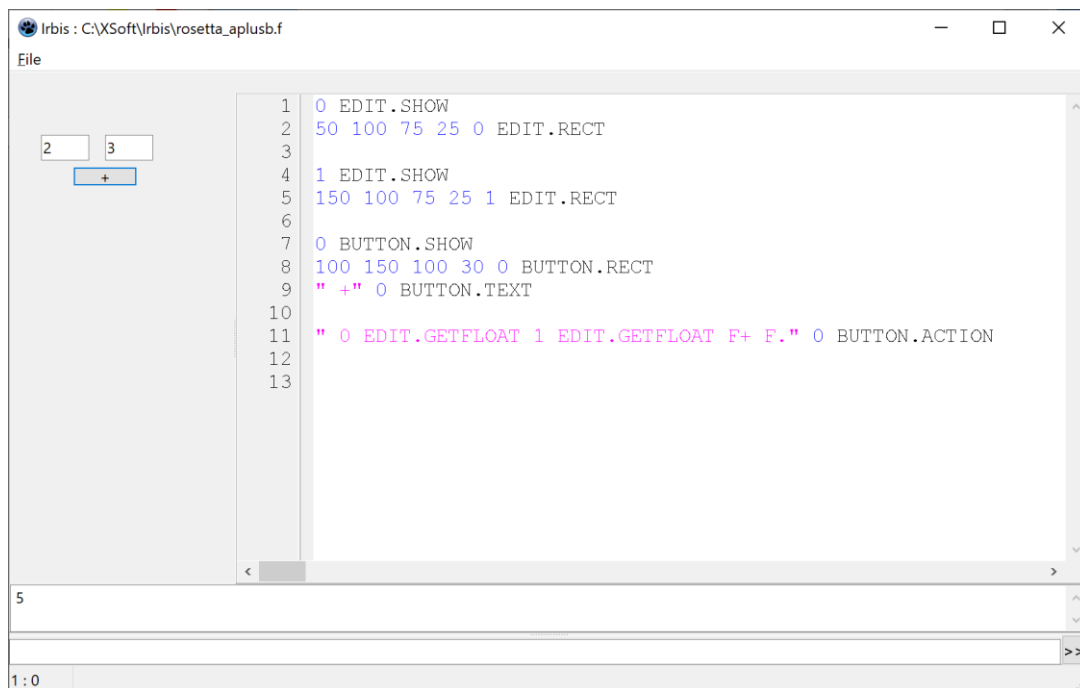 Irbis : C:\XSoft\Irbis\rosetta_aplusb.f
File
2 3
+
1 0 EDIT.SHOW
2 50 100 75 25 0 EDIT.RECT
3
4 1 EDIT.SHOW
5 150 100 75 25 1 EDIT.RECT
6
7 0 BUTTON.SHOW
8 100 150 100 30 0 BUTTON.RECT
9 " +" 0 BUTTON.TEXT
10
11 " 0 EDIT.GETFLOAT 1 EDIT.GETFLOAT F+ F." 0 BUTTON.ACTION
12
13
5
>>
1 : 0